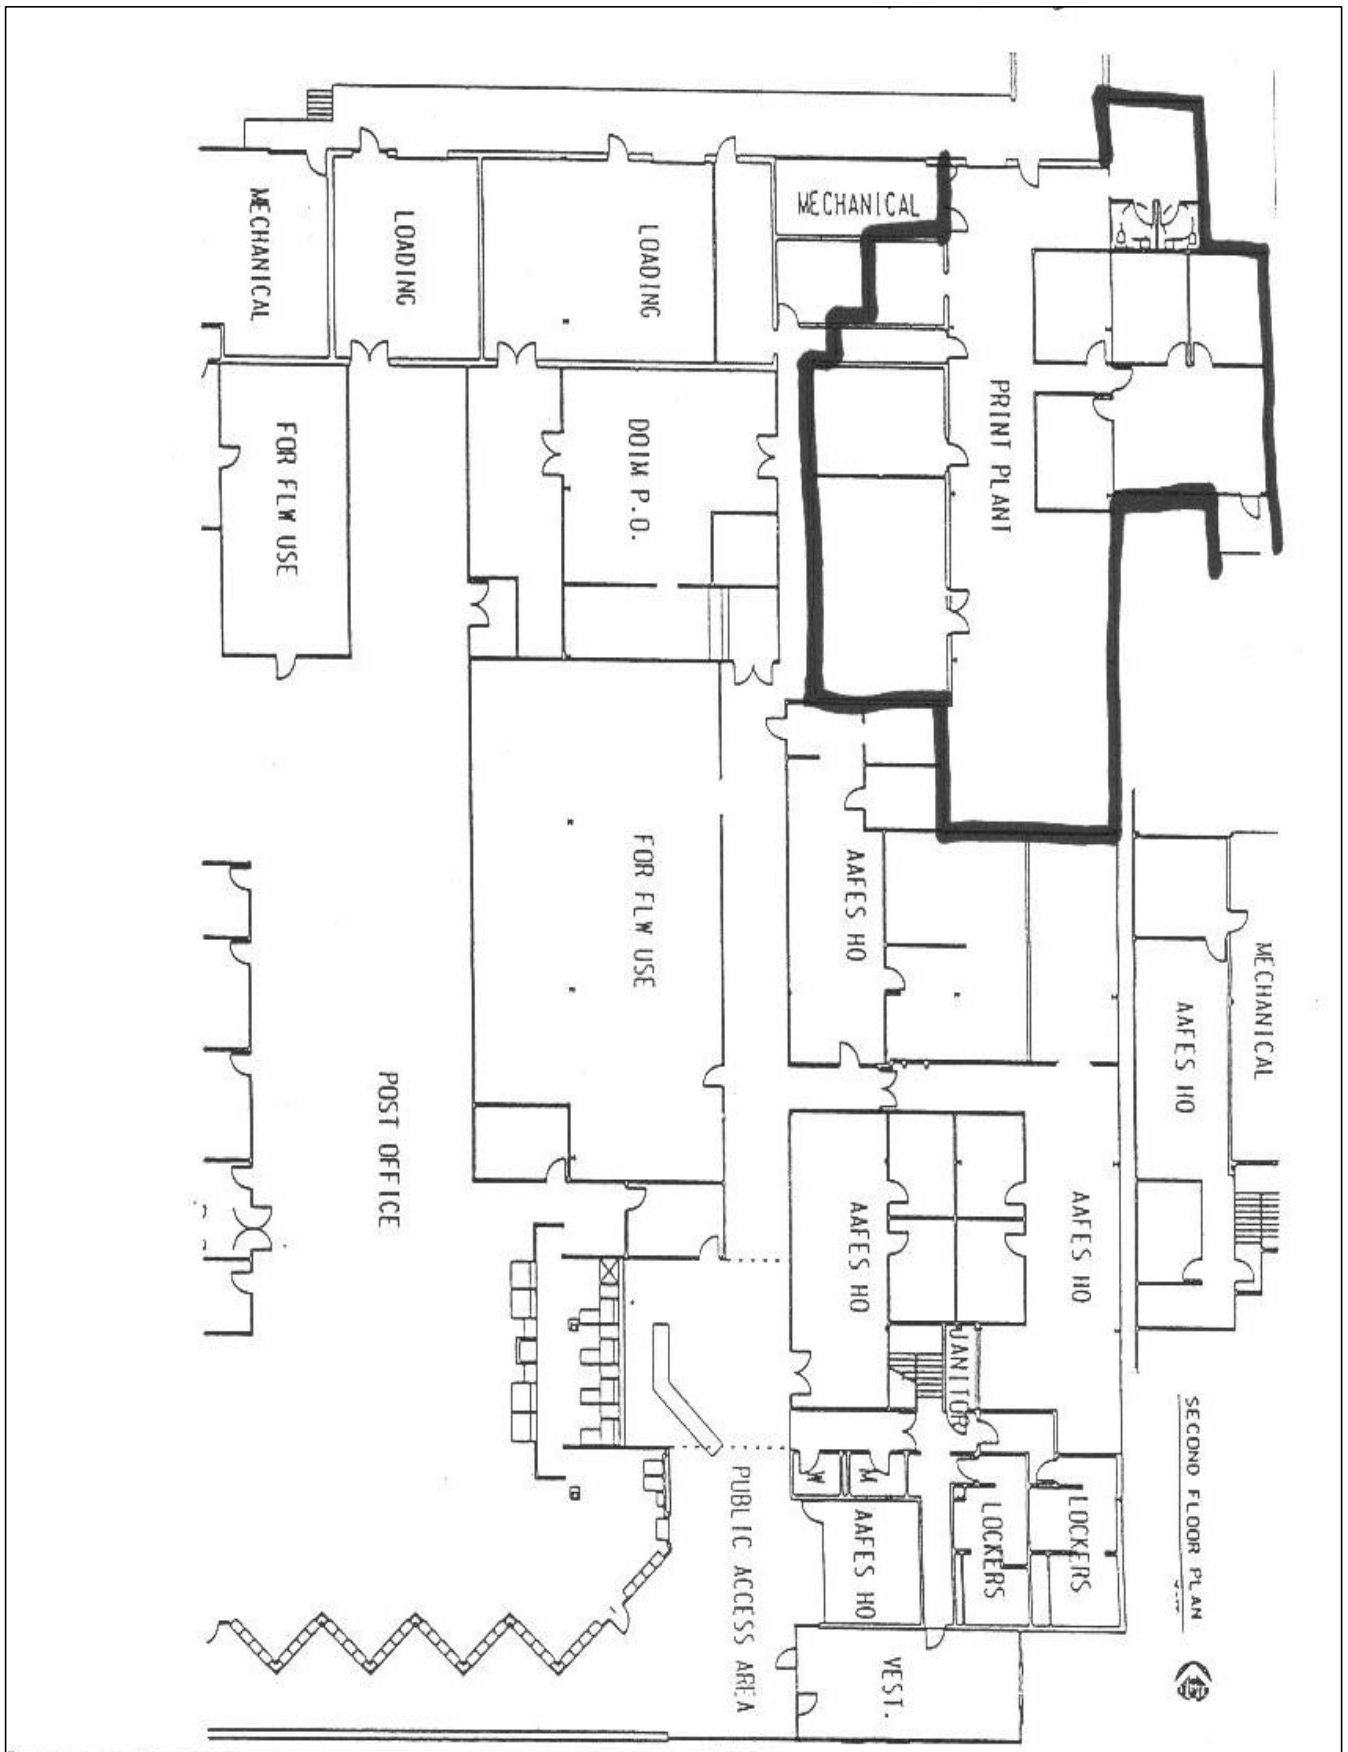 MECHANICAL
LOADING
LOADING
MECHANICAL
FOR FLW USE
DOIM P.O.
PRINT PLANT
FOR FLW USE
AAFES HO
MECHANICAL
AAFES HO
POST OFFICE
AAFES HO
AAFES HO
JANITOR
SECOND FLOOR PLAN
W
M
PUBLIC ACCESS AREA
AAFES HO
LOCKERS
LOCKERS
VEST.